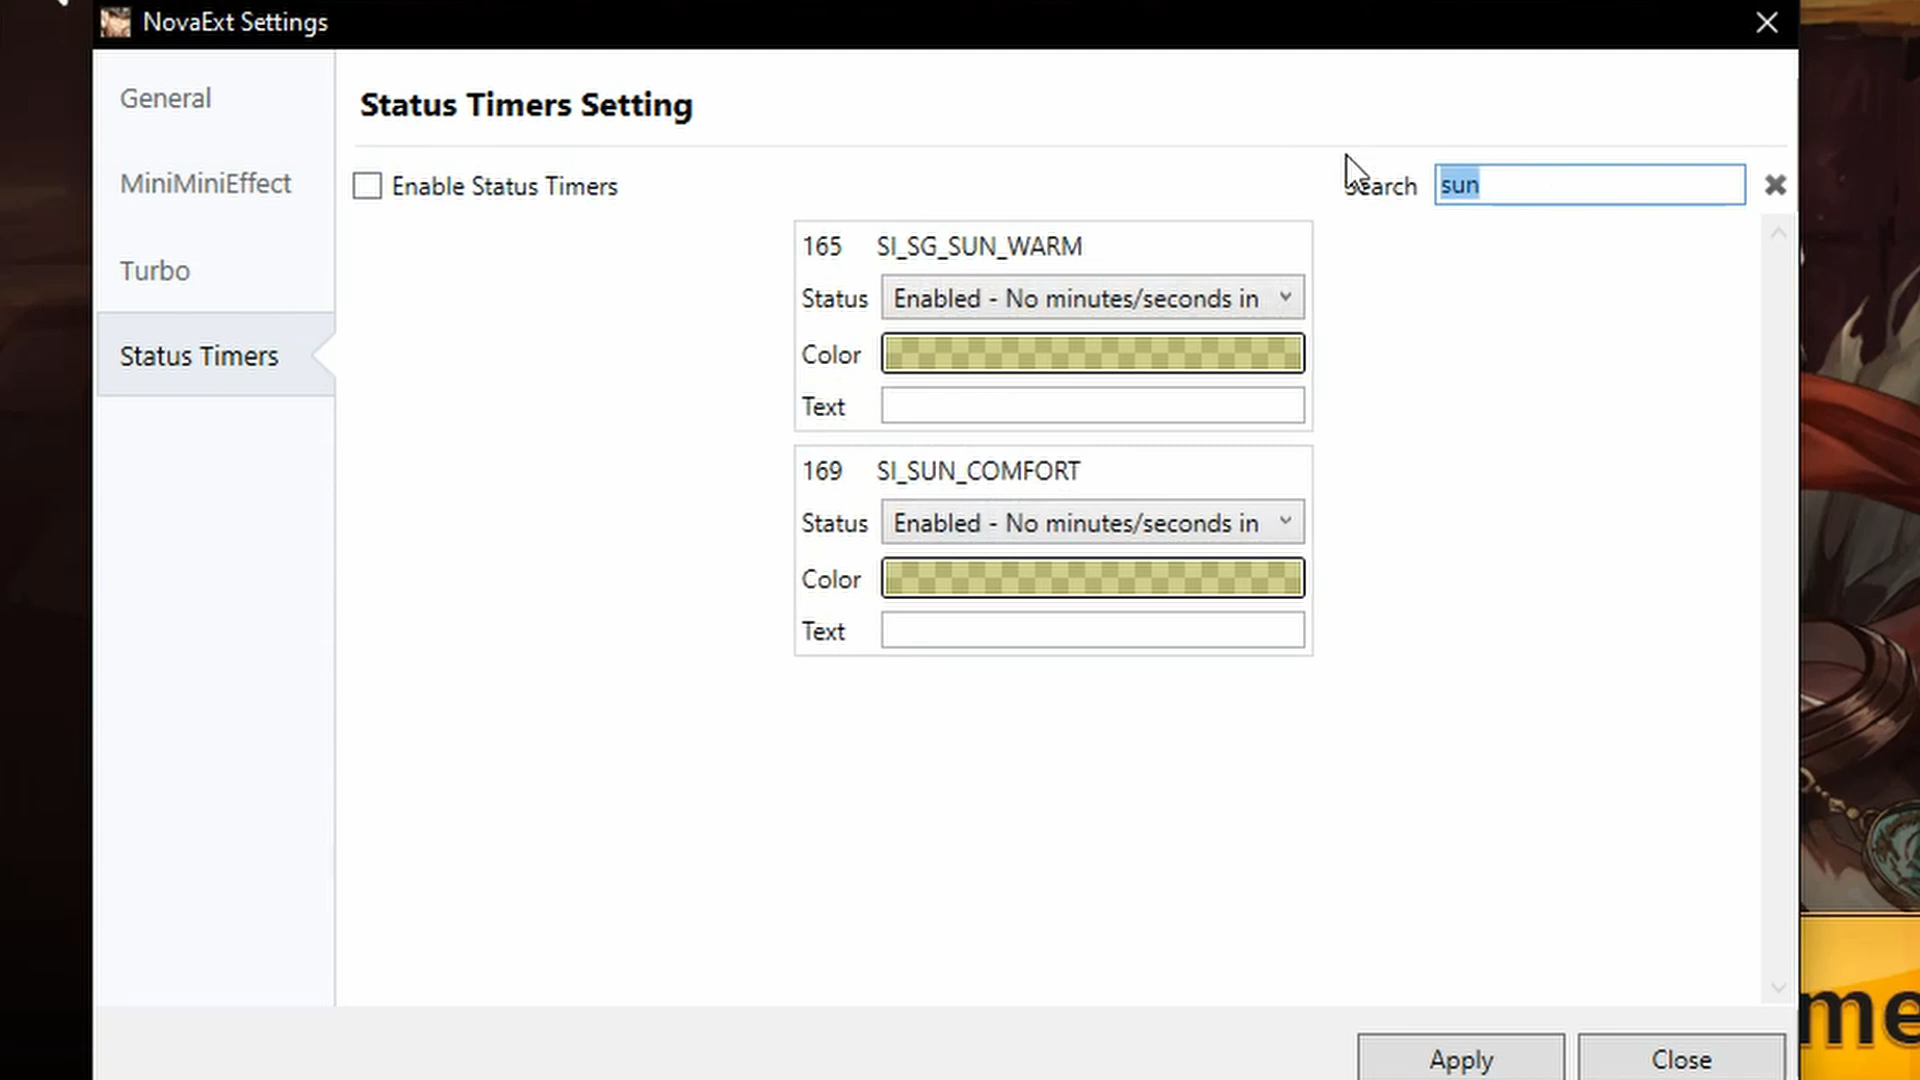 NovaExt Settings
General
MiniMiniEffect
Turbo
Status Timers
Status Timers Setting
Enable Status Timers
Search sun
165 SI_SG_SUN_WARM
Status Enabled - No minutes/seconds in
Color
Text
169 SI_SUN_COMFORT
Status Enabled - No minutes/seconds in
Color
Text
Apply Close
me